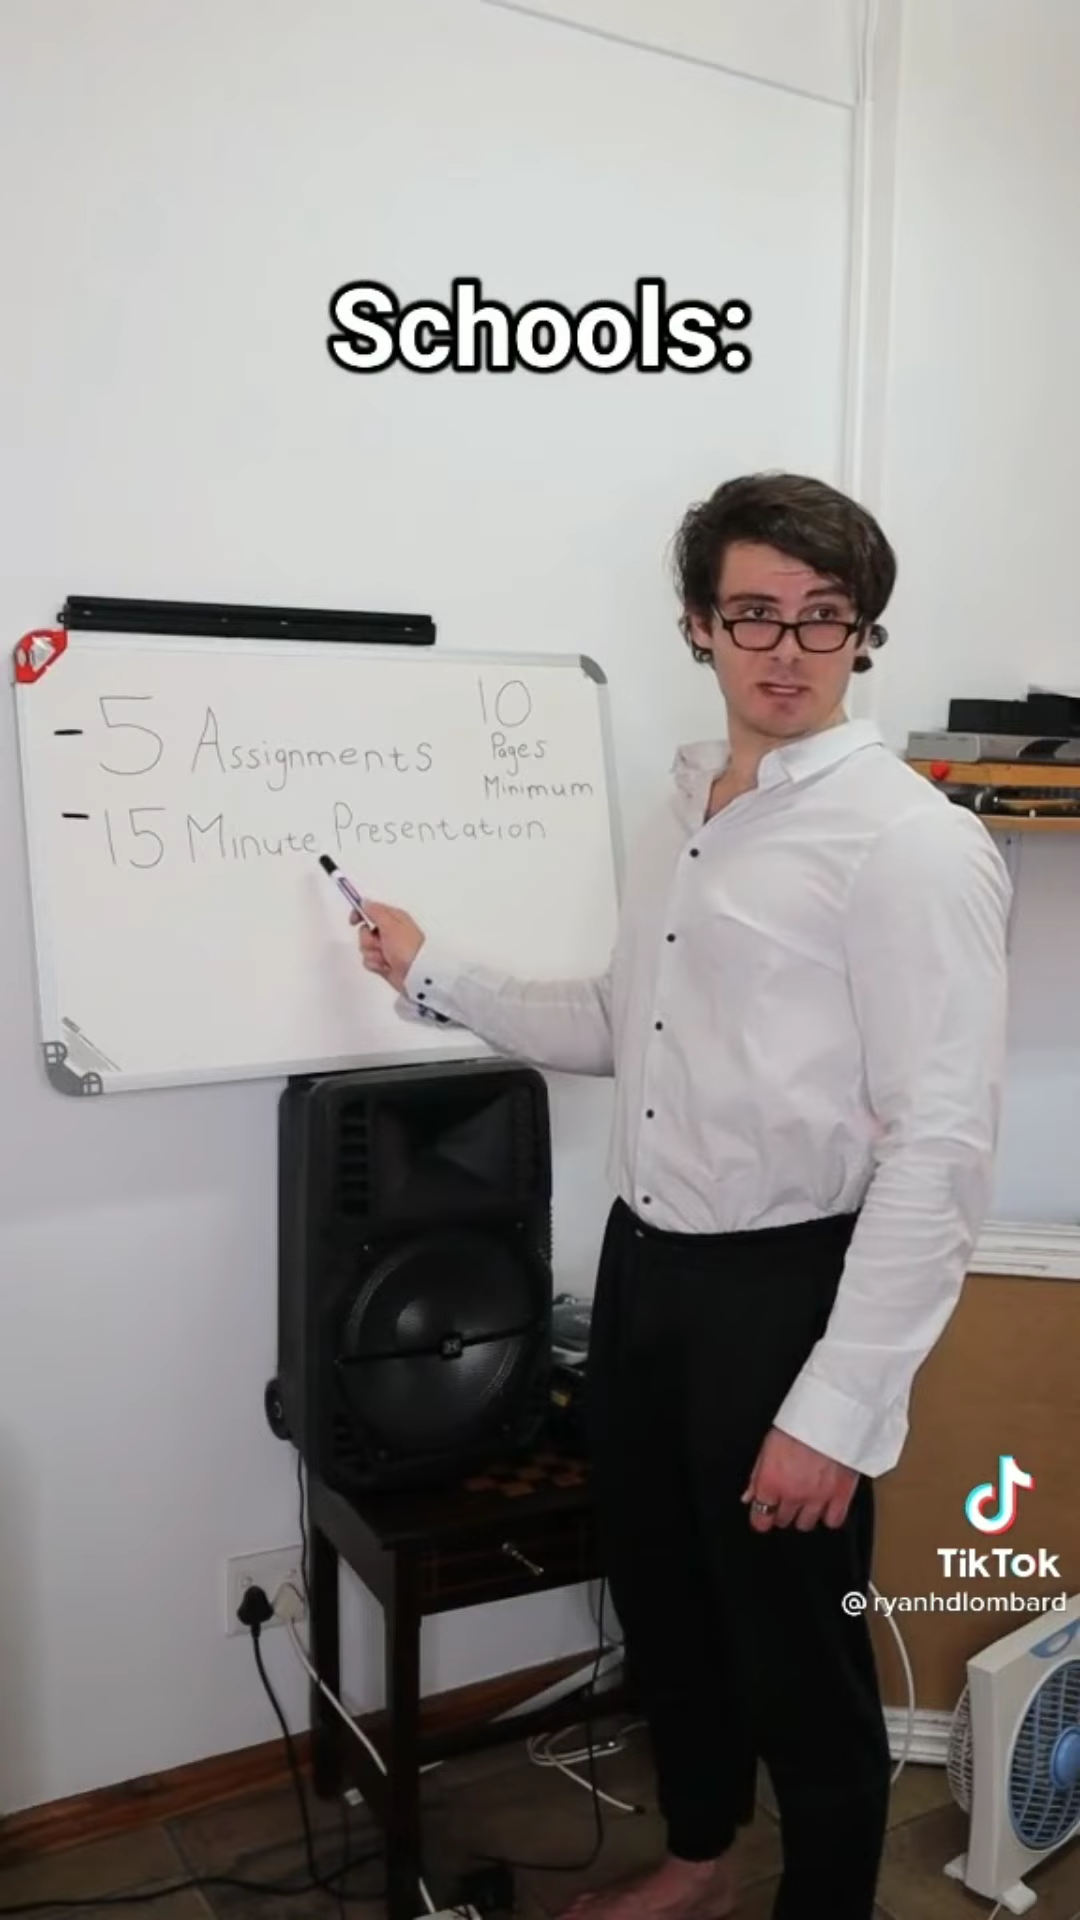 Schools:
- 5 Assignments
10
Pages
Minimum
- 15 Minute Presentation
TikTok
@ryanhdlombard